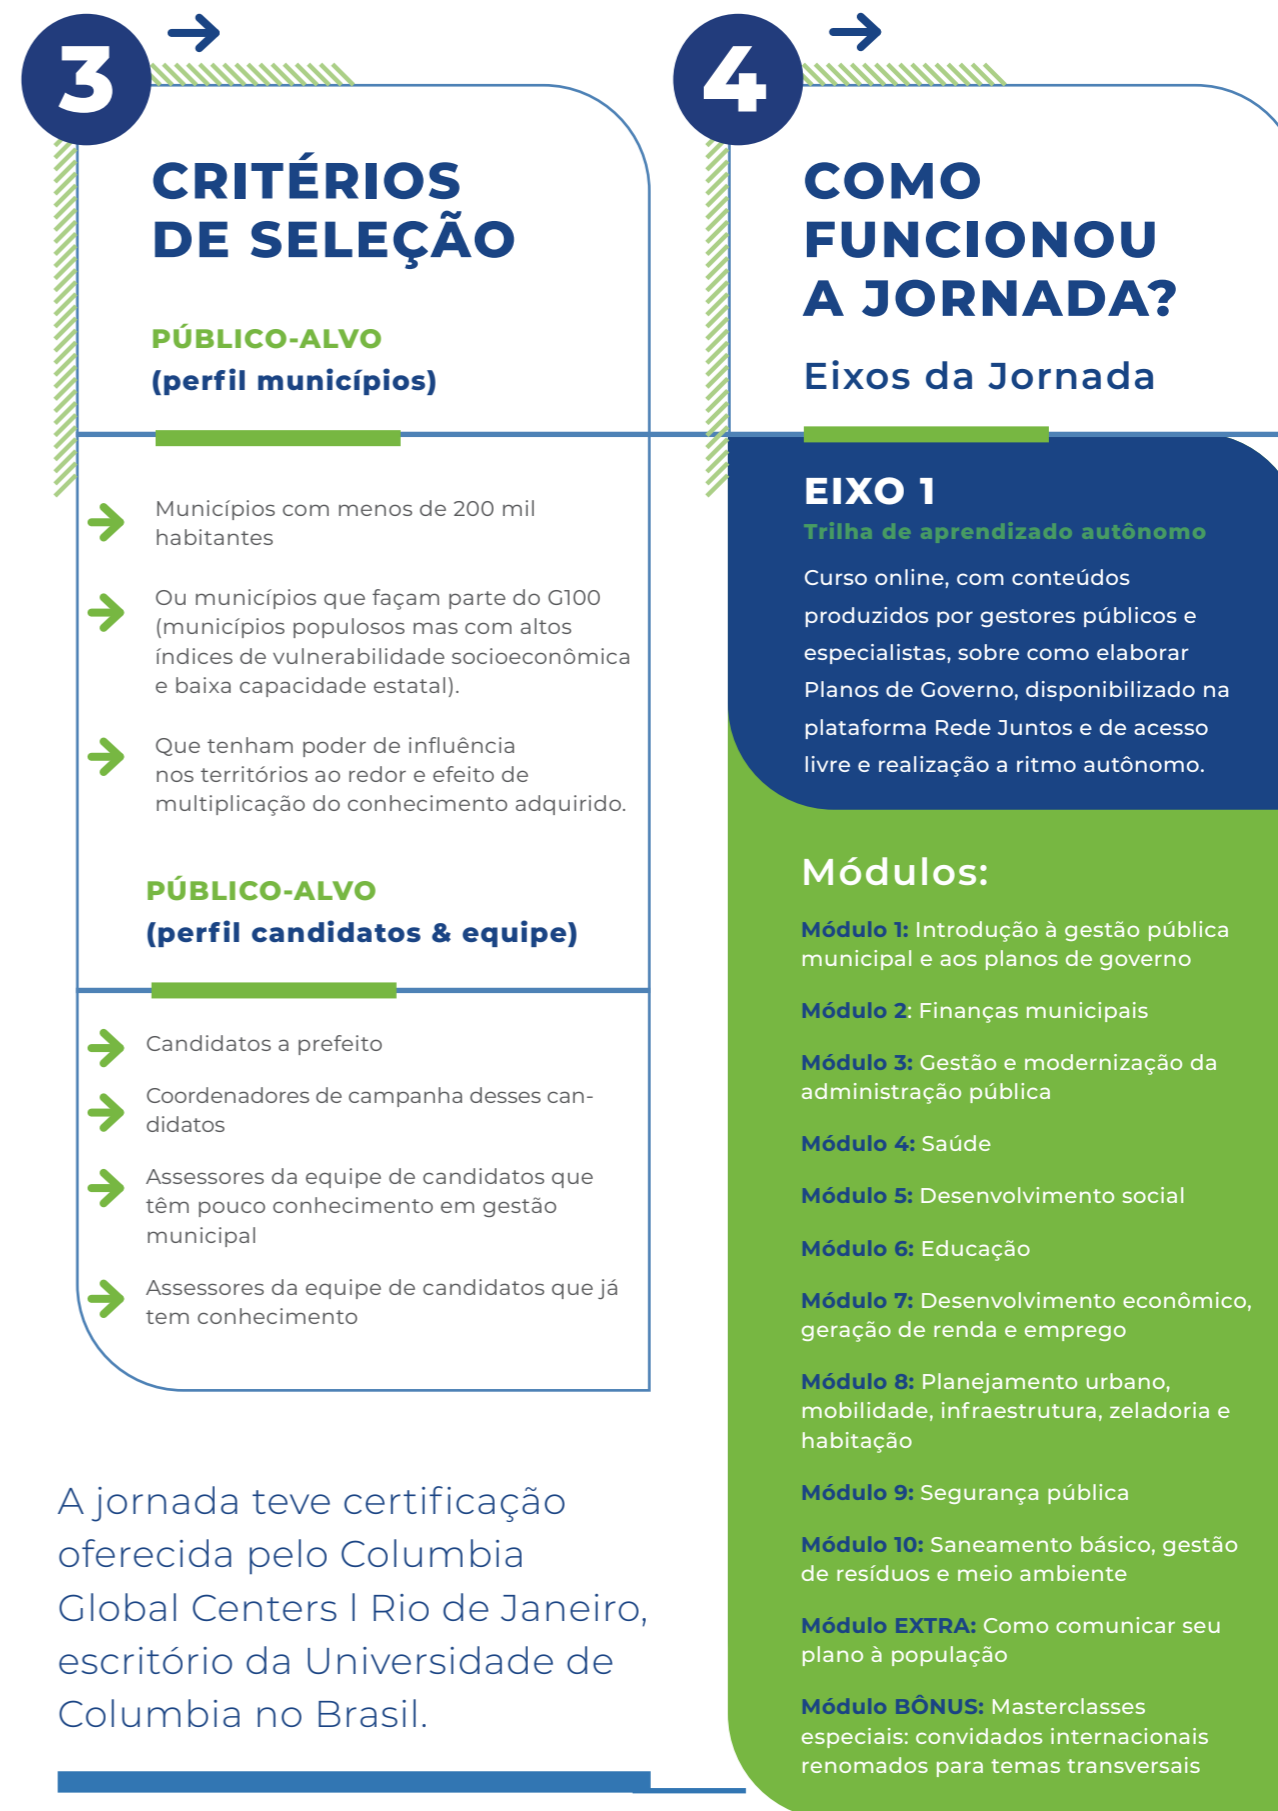 3
CRITÉRIOS
DE SELEÇÃO
PÚBLICO-ALVO
(perfil municípios)
Municípios com menos de 200 mil
habitantes
Ou municípios que façam parte do G100
(municípios populosos mas com altos
índices de vulnerabilidade socioeconômica
e baixa capacidade estatal).
Que tenham poder de influência
nos territórios ao redor e efeito de
multiplicação do conhecimento adquirido.
PÚBLICO-ALVO
(perfil candidatos & equipe)
Candidatos a prefeito
Coordenadores de campanha desses can-
didatos
Assessores da equipe de candidatos que
têm pouco conhecimento em gestão
municipal
Assessores da equipe de candidatos que já
tem conhecimento
A jornada teve certificação
oferecida pelo Columbia
Global Centers l Rio de Janeiro,
escritório da Universidade de
Columbia no Brasil.
4
COMO
FUNCIONOU
A JORNADA?
Eixos da Jornada
EIXO 1
Trilha de aprendizado autônomo
Curso online, com conteúdos
produzidos por gestores públicos e
especialistas, sobre como elaborar
Planos de Governo, disponibilizado na
plataforma Rede Juntos e de acesso
livre e realização a ritmo autônomo.
Módulos:
Módulo 1: Introdução à gestão pública
municipal e aos planos de governo
Módulo 2: Finanças municipais
Módulo 3: Gestão e modernização da
administração pública
Módulo 4: Saúde
Módulo 5: Desenvolvimento social
Módulo 6: Educação
Módulo 7: Desenvolvimento econômico,
geração de renda e emprego
Módulo 8: Planejamento urbano,
mobilidade, infraestrutura, zeladoria e
habitação
Módulo 9: Segurança pública
Módulo 10: Saneamento básico, gestão
de resíduos e meio ambiente
Módulo EXTRA: Como comunicar seu
plano à população
Módulo BÔNUS: Masterclasses
especiais: convidados internacionais
renomados para temas transversais